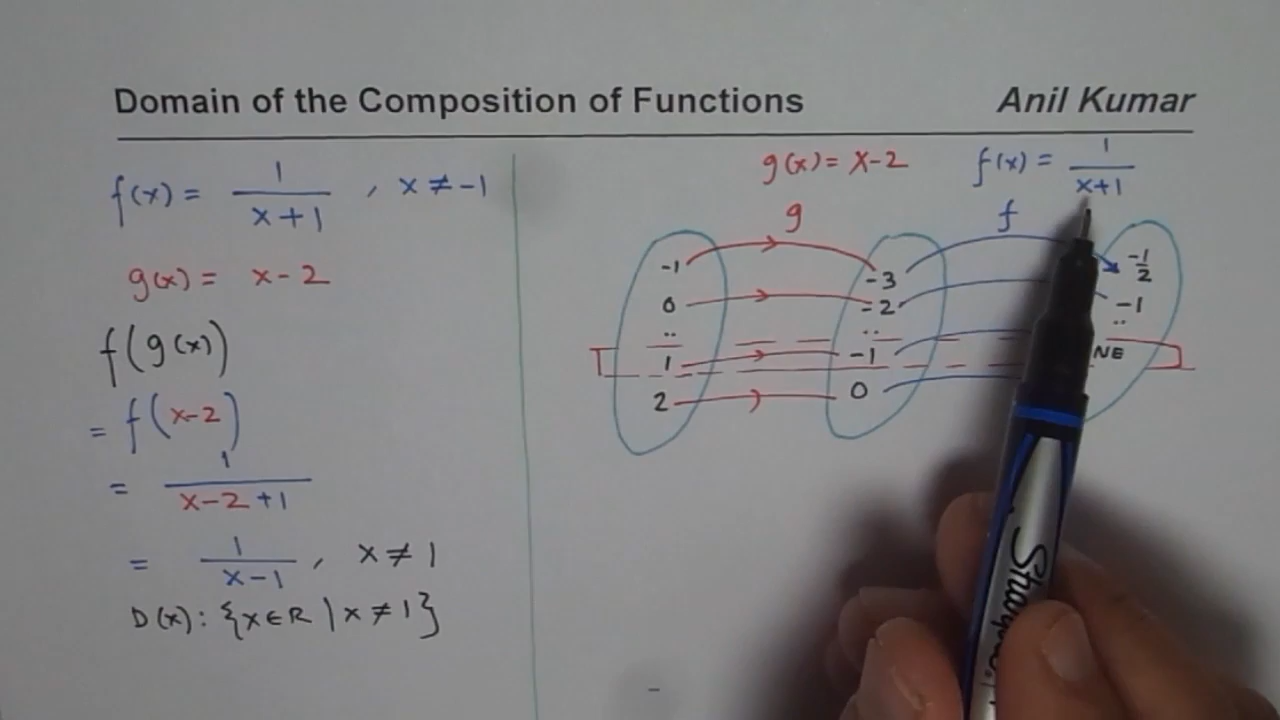 Domain of the Composition of Functions Anil Kumar
f(x) = 1/(x+1) , x ≠ -1
g(x) = x-2
f(g(x))
= f(x-2)
= 1/(x-2+1)
= 1/(x-1) , x ≠ 1
D(x): {x∈R | x ≠ 1}
g(x) = x-2 f(x) = 1/(x+1)
g f
-1 -3 -1/2
0 -2 -1
.. .. ..
1 -1 NE
2 0